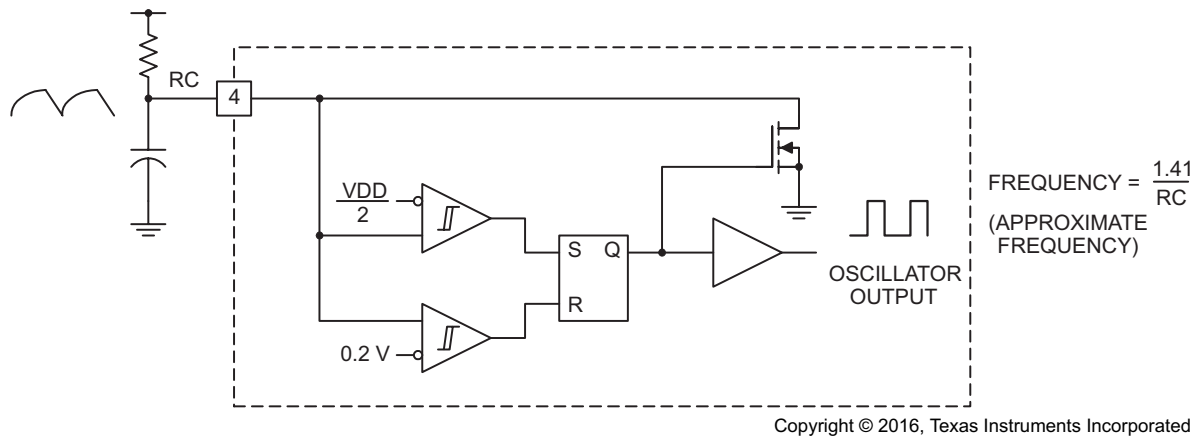 RC
4
VDD
2
0.2 V
S Q
R
OSCILLATOR
OUTPUT
FREQUENCY = 1.41
RC
(APPROXIMATE
FREQUENCY)
Copyright © 2016, Texas Instruments Incorporated